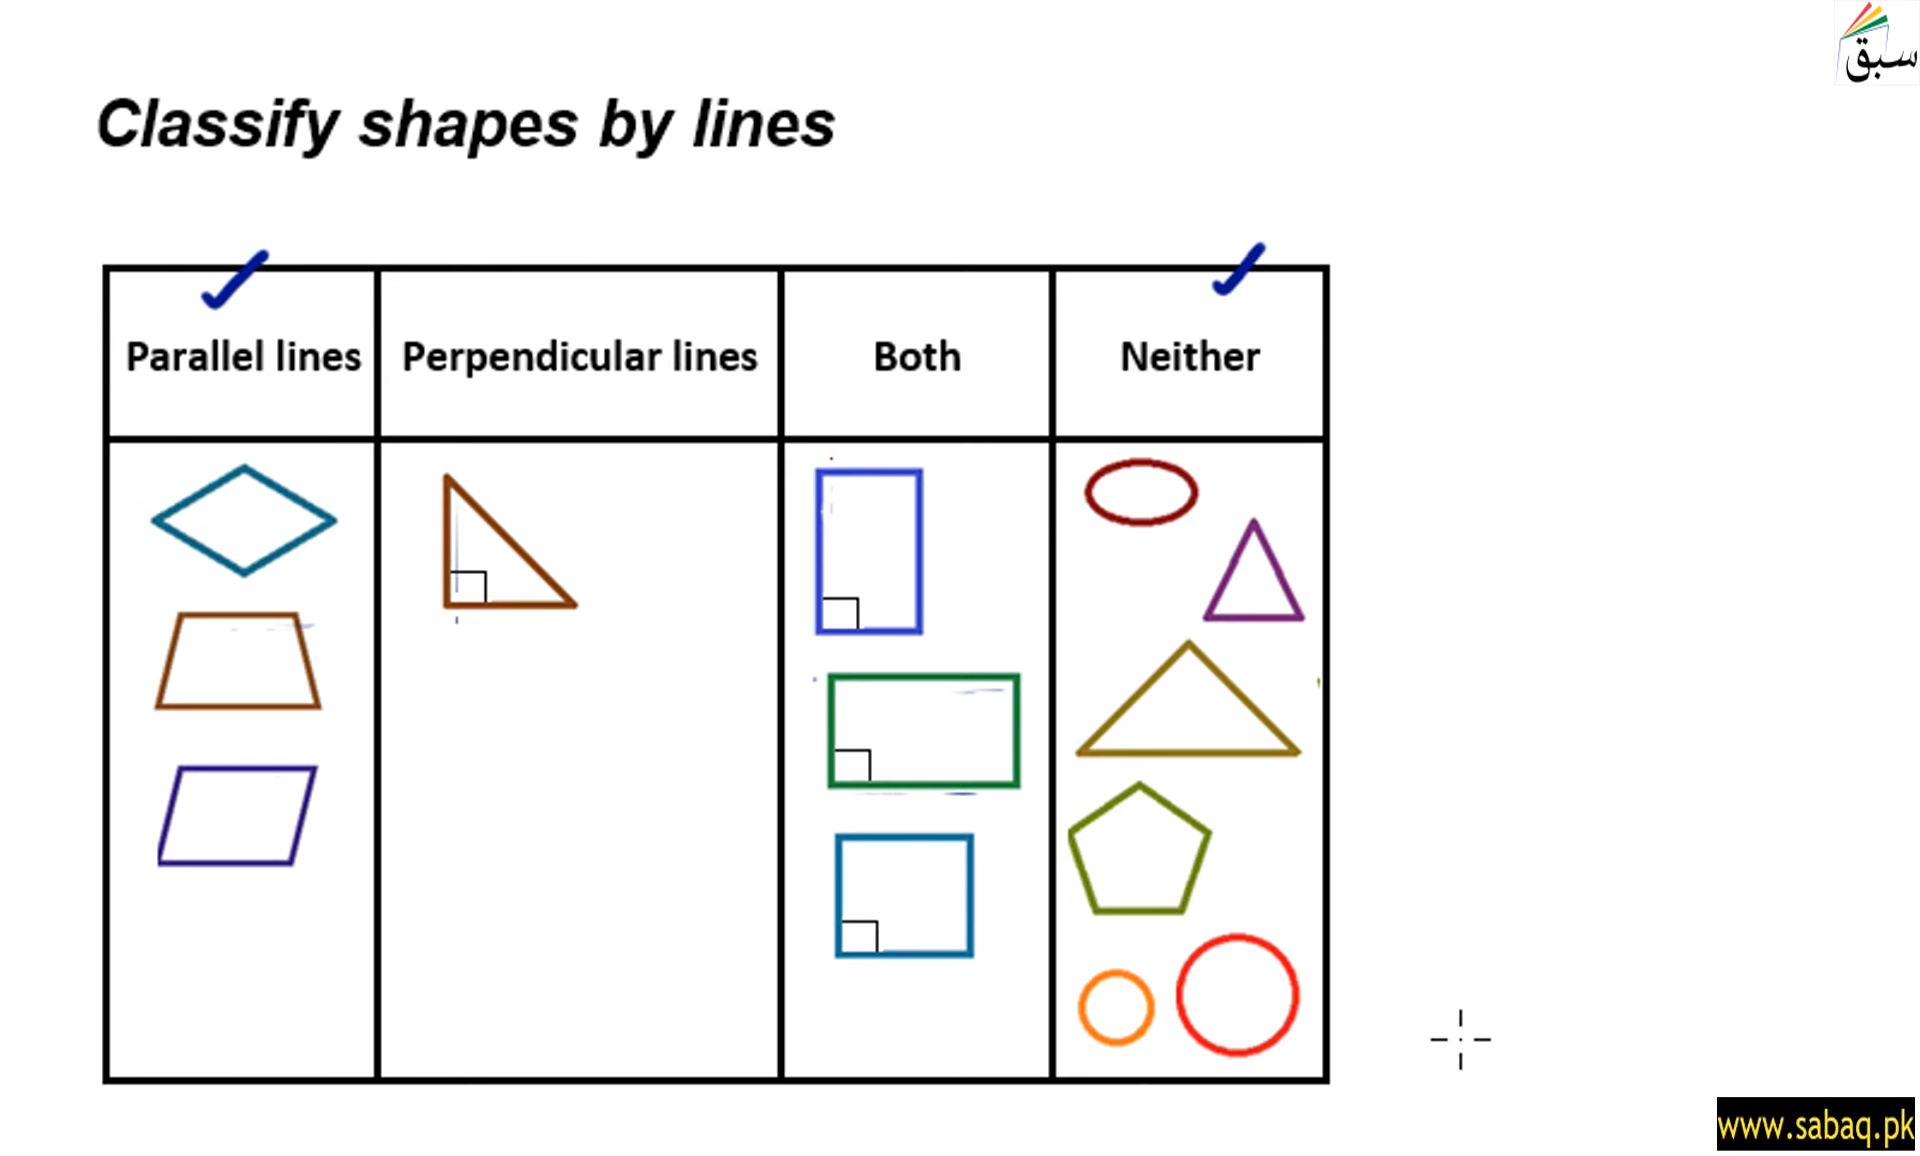 سبق
Classify shapes by lines
Parallel lines
Perpendicular lines
Both
Neither
www.sabaq.pk